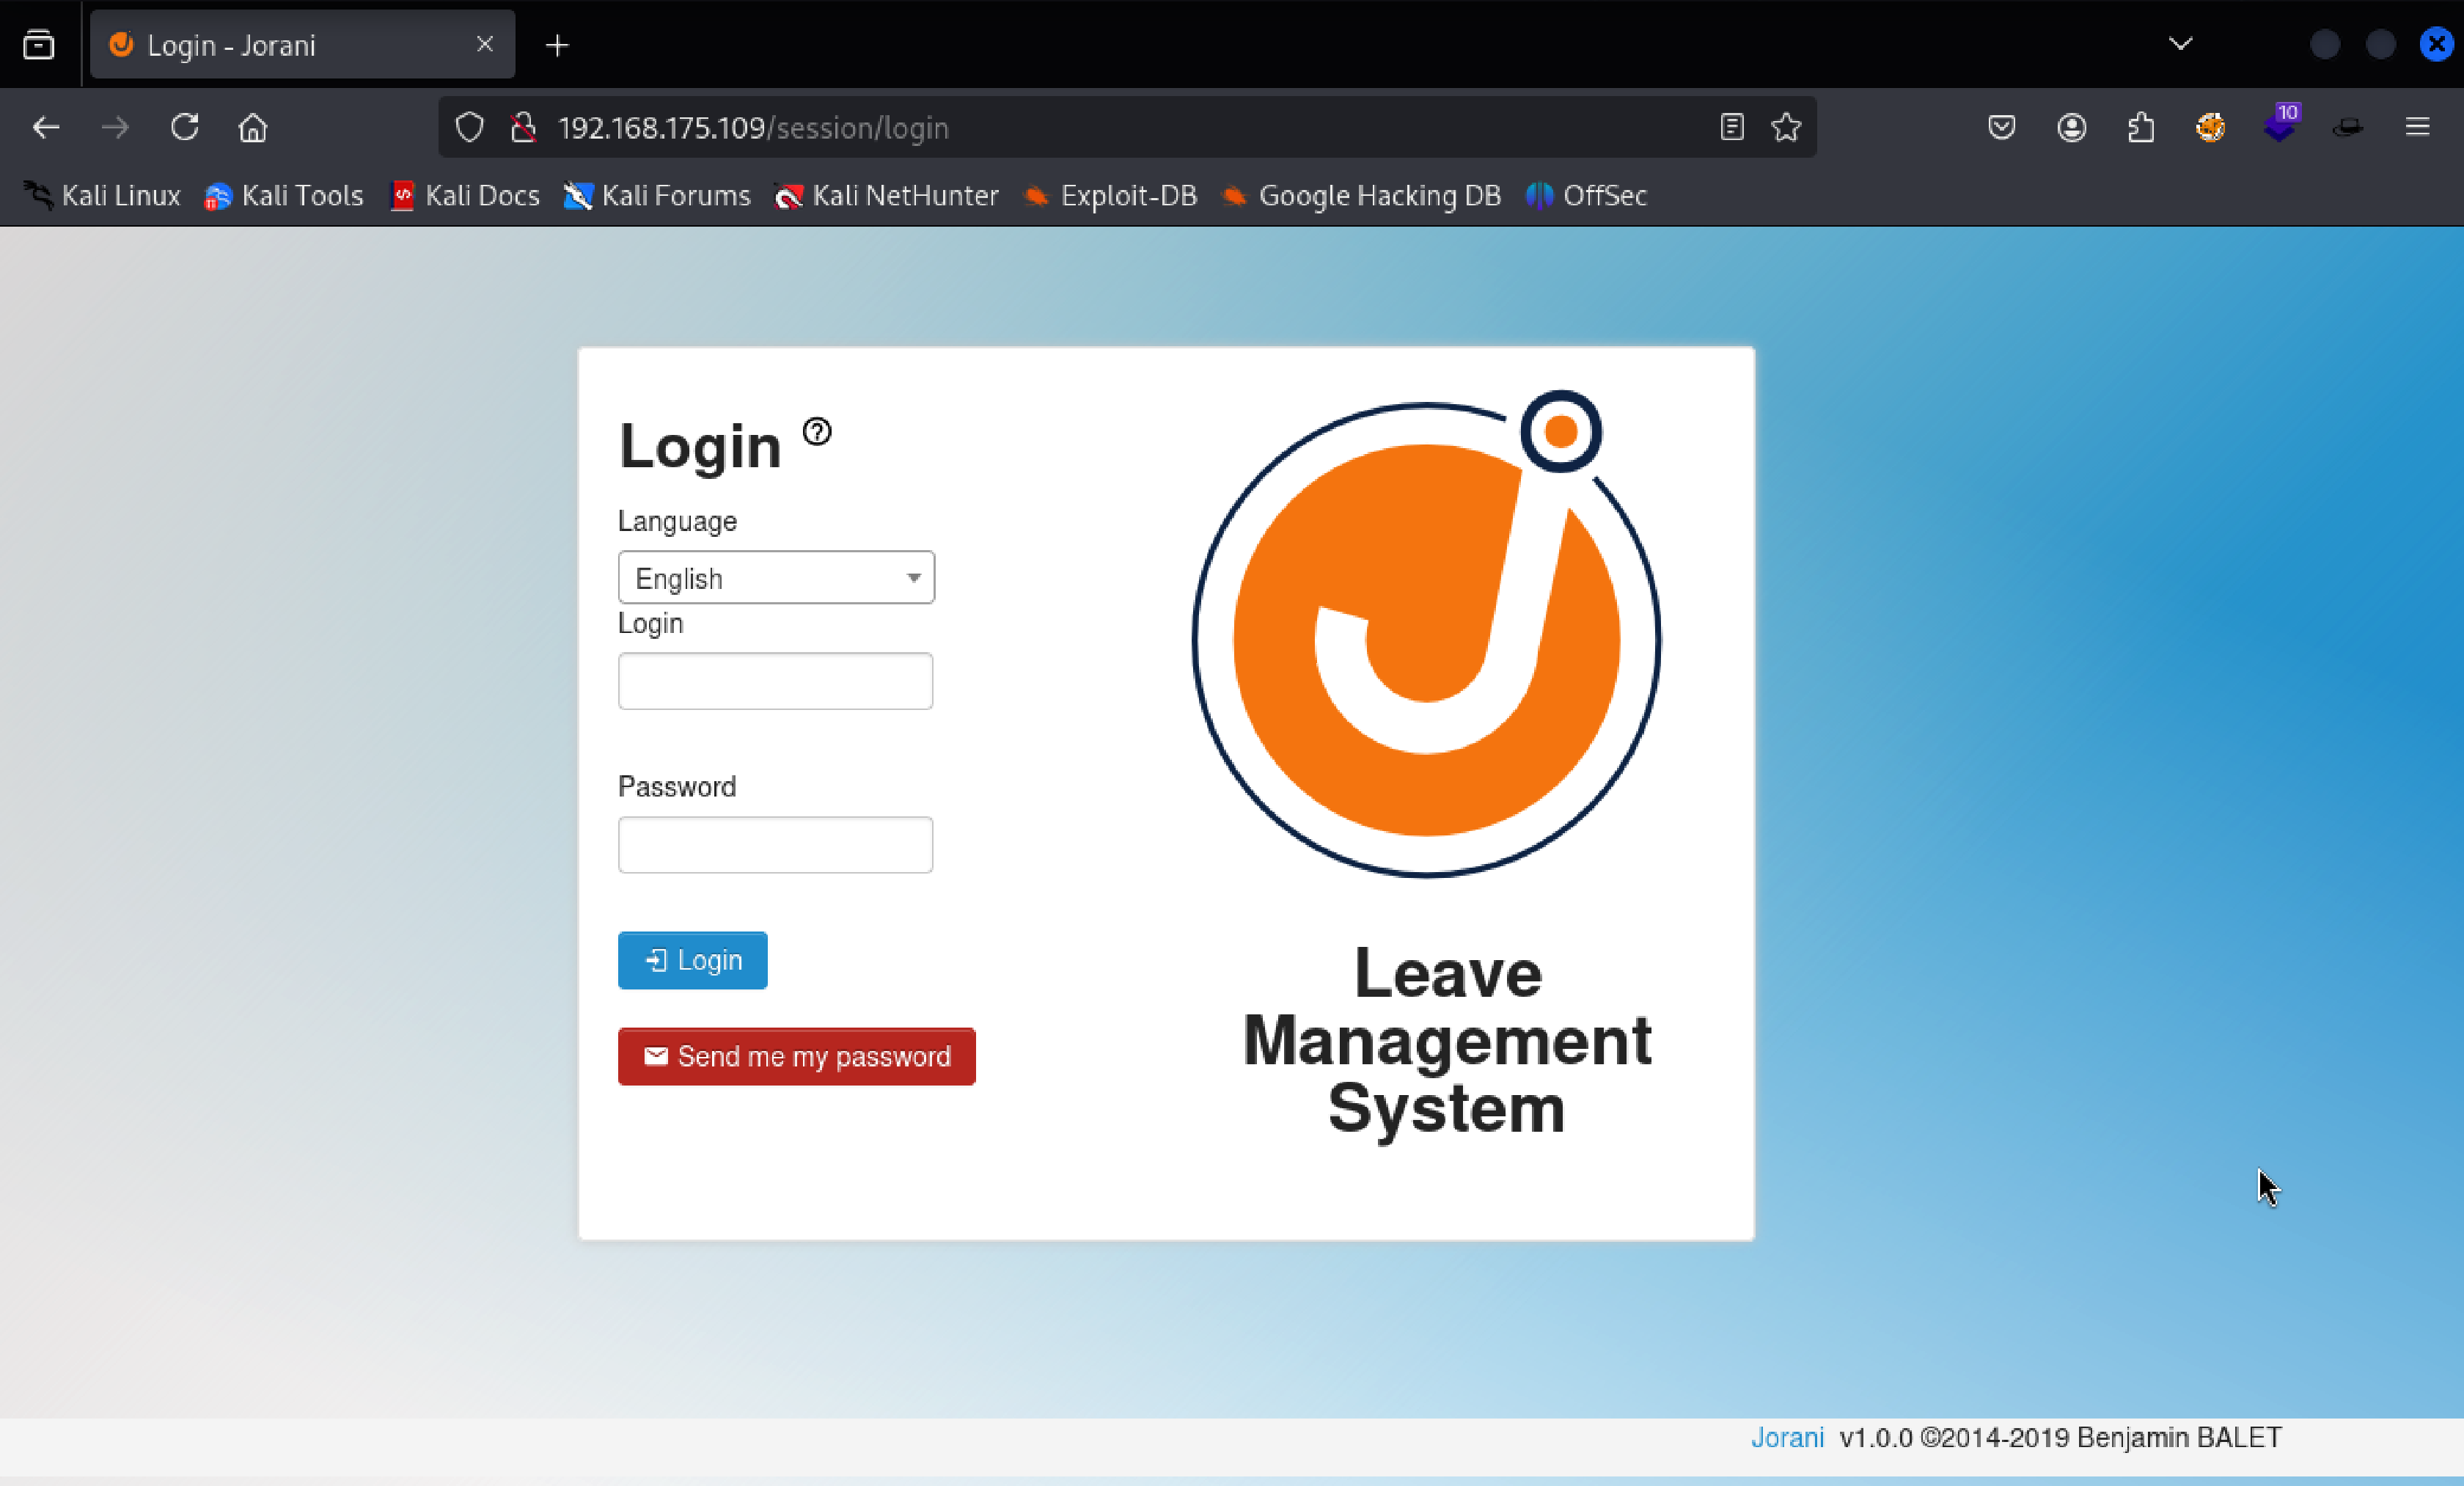 Login - Jorani
192.168.175.109/session/login
10
Kali Linux Kali Tools Kali Docs Kali Forums Kali NetHunter Exploit-DB Google Hacking DB OffSec
Login
Language
English
Login
Password
Login
Send me my password
Leave
Management
System
Jorani v1.0.0 ©2014-2019 Benjamin BALET